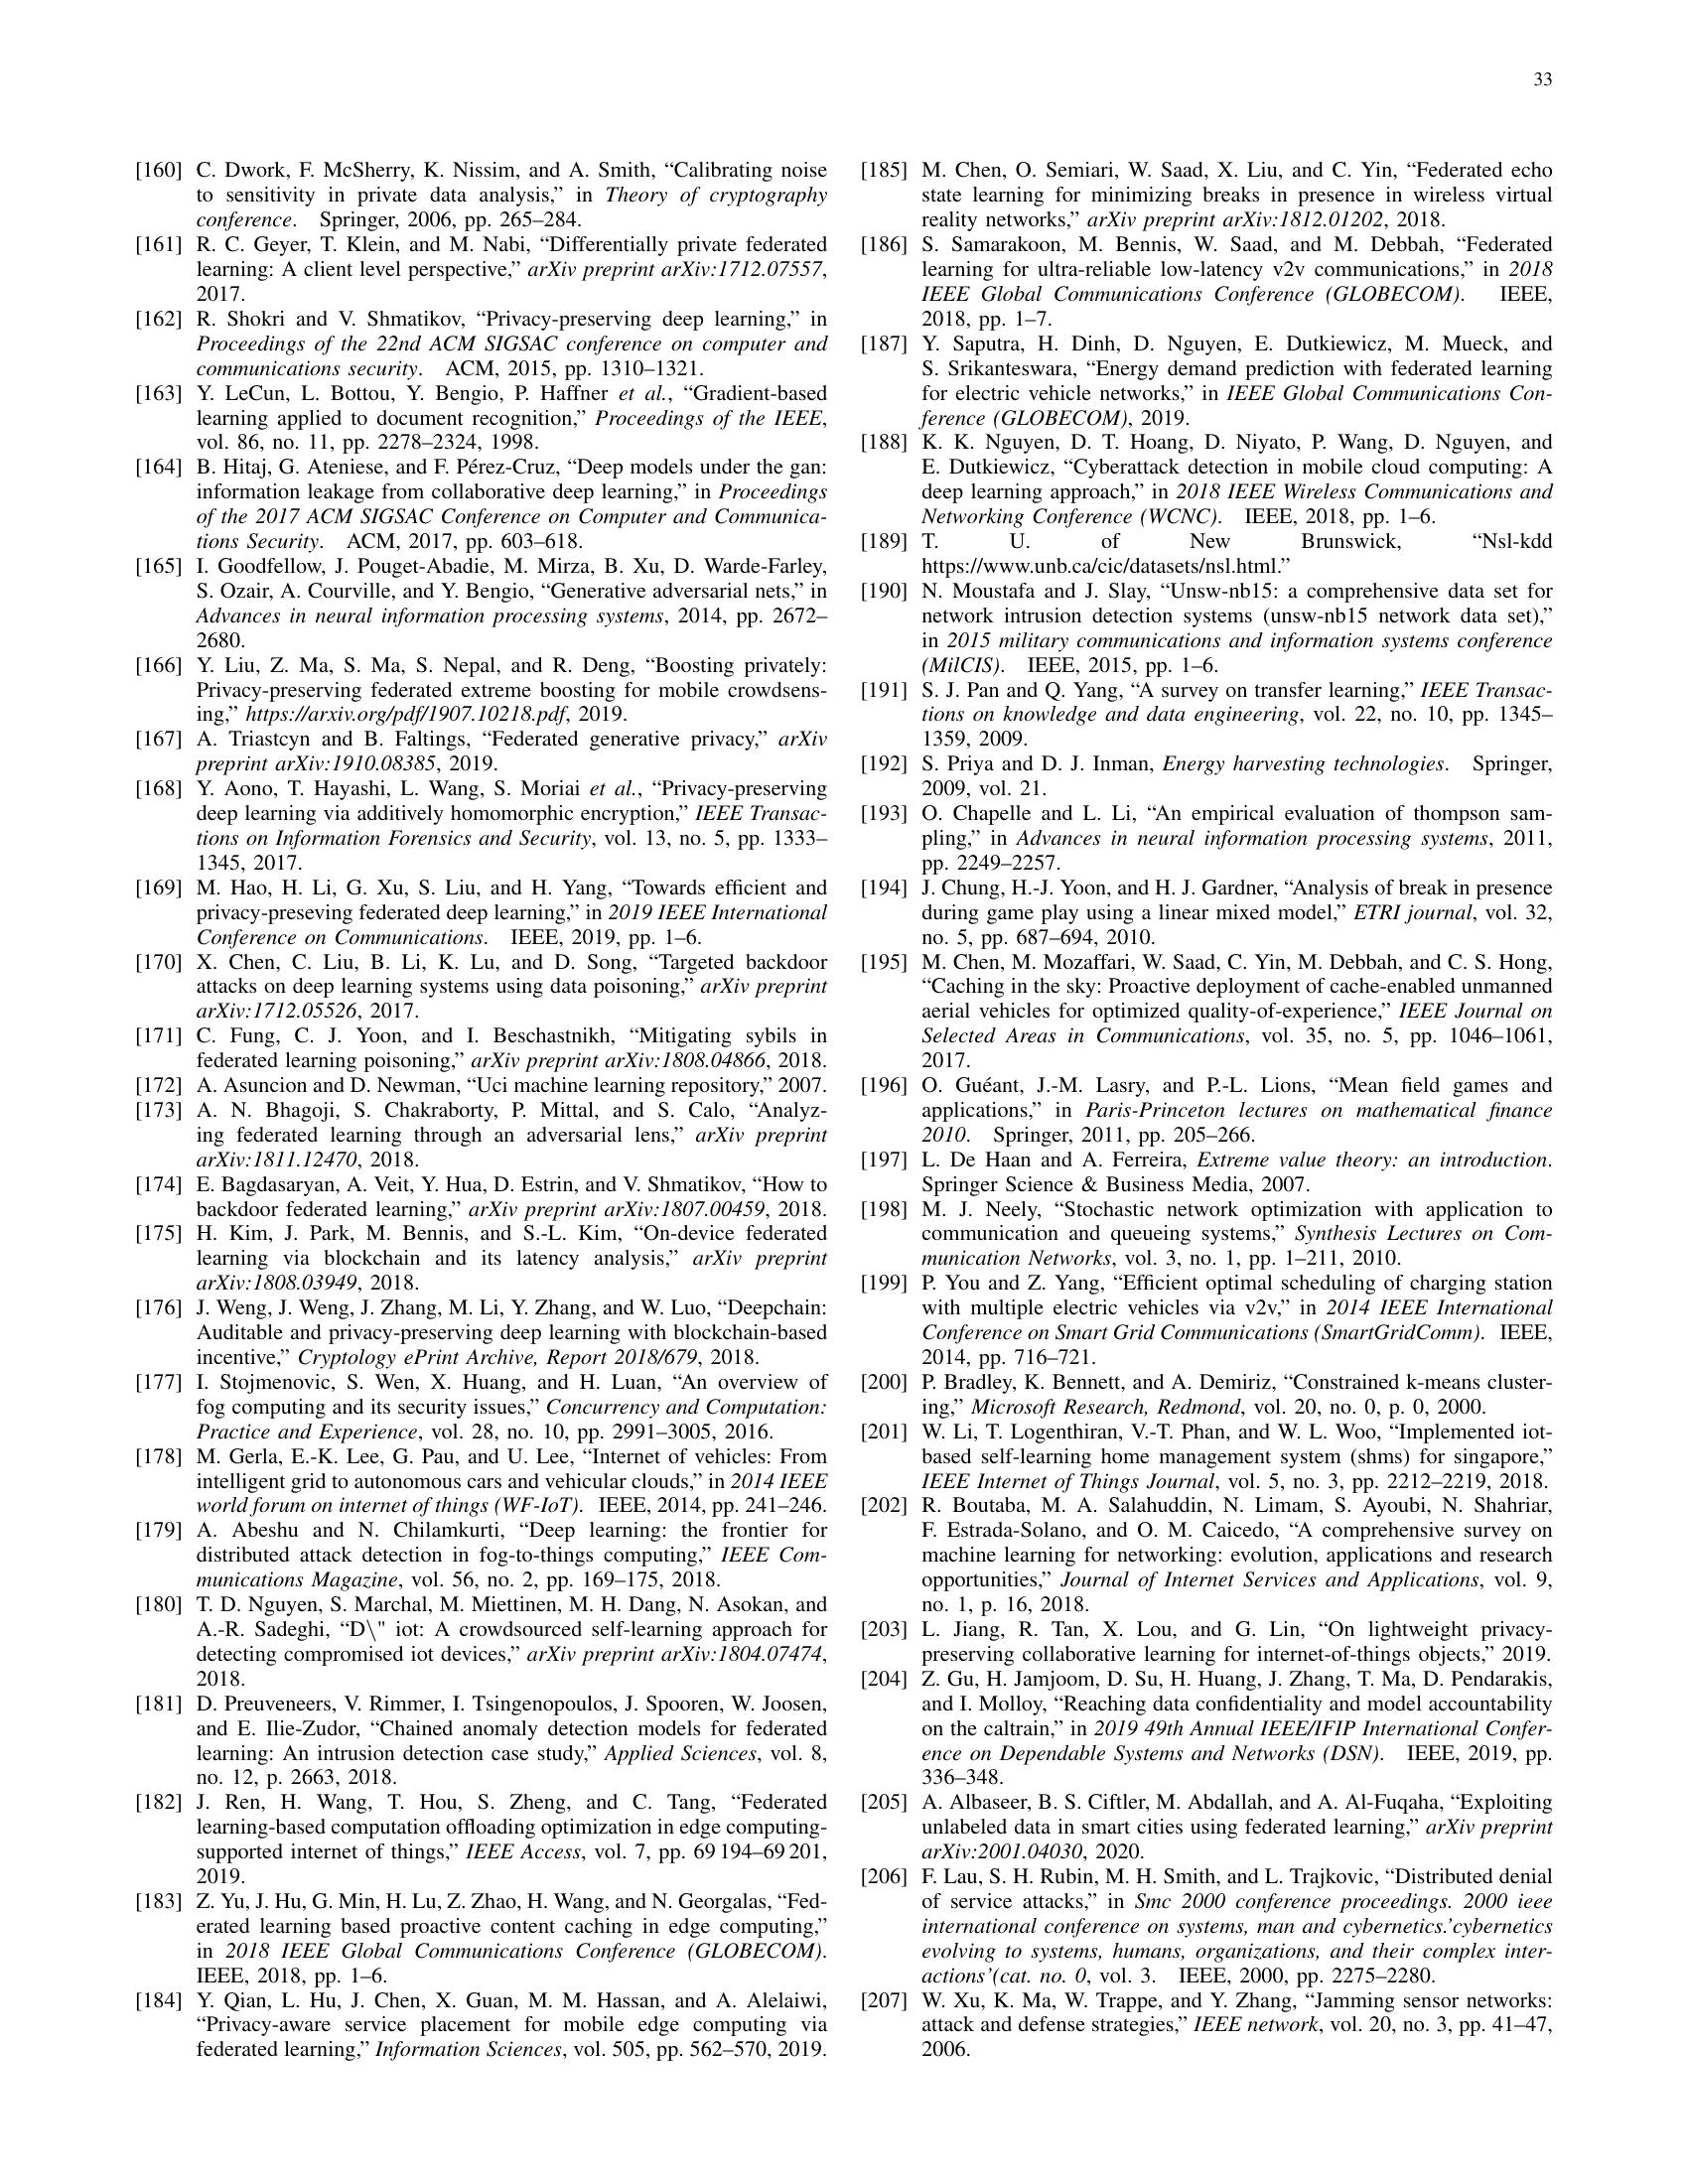 33
[160] C. Dwork, F. McSherry, K. Nissim, and A. Smith, “Calibrating noise
to sensitivity in private data analysis,” in Theory of cryptography
conference. Springer, 2006, pp. 265–284.
[161] R. C. Geyer, T. Klein, and M. Nabi, “Differentially private federated
learning: A client level perspective,” arXiv preprint arXiv:1712.07557,
2017.
[162] R. Shokri and V. Shmatikov, “Privacy-preserving deep learning,” in
Proceedings of the 22nd ACM SIGSAC conference on computer and
communications security. ACM, 2015, pp. 1310–1321.
[163] Y. LeCun, L. Bottou, Y. Bengio, P. Haffner et al., “Gradient-based
learning applied to document recognition,” Proceedings of the IEEE,
vol. 86, no. 11, pp. 2278–2324, 1998.
[164] B. Hitaj, G. Ateniese, and F. Pérez-Cruz, “Deep models under the gan:
information leakage from collaborative deep learning,” in Proceedings
of the 2017 ACM SIGSAC Conference on Computer and Communica-
tions Security. ACM, 2017, pp. 603–618.
[165] I. Goodfellow, J. Pouget-Abadie, M. Mirza, B. Xu, D. Warde-Farley,
S. Ozair, A. Courville, and Y. Bengio, “Generative adversarial nets,” in
Advances in neural information processing systems, 2014, pp. 2672–
2680.
[166] Y. Liu, Z. Ma, S. Ma, S. Nepal, and R. Deng, “Boosting privately:
Privacy-preserving federated extreme boosting for mobile crowdsens-
ing,” https://arxiv.org/pdf/1907.10218.pdf, 2019.
[167] A. Triastcyn and B. Faltings, “Federated generative privacy,” arXiv
preprint arXiv:1910.08385, 2019.
[168] Y. Aono, T. Hayashi, L. Wang, S. Moriai et al., “Privacy-preserving
deep learning via additively homomorphic encryption,” IEEE Transac-
tions on Information Forensics and Security, vol. 13, no. 5, pp. 1333–
1345, 2017.
[169] M. Hao, H. Li, G. Xu, S. Liu, and H. Yang, “Towards efficient and
privacy-preseving federated deep learning,” in 2019 IEEE International
Conference on Communications. IEEE, 2019, pp. 1–6.
[170] X. Chen, C. Liu, B. Li, K. Lu, and D. Song, “Targeted backdoor
attacks on deep learning systems using data poisoning,” arXiv preprint
arXiv:1712.05526, 2017.
[171] C. Fung, C. J. Yoon, and I. Beschastnikh, “Mitigating sybils in
federated learning poisoning,” arXiv preprint arXiv:1808.04866, 2018.
[172] A. Asuncion and D. Newman, “Uci machine learning repository,” 2007.
[173] A. N. Bhagoji, S. Chakraborty, P. Mittal, and S. Calo, “Analyz-
ing federated learning through an adversarial lens,” arXiv preprint
arXiv:1811.12470, 2018.
[174] E. Bagdasaryan, A. Veit, Y. Hua, D. Estrin, and V. Shmatikov, “How to
backdoor federated learning,” arXiv preprint arXiv:1807.00459, 2018.
[175] H. Kim, J. Park, M. Bennis, and S.-L. Kim, “On-device federated
learning via blockchain and its latency analysis,” arXiv preprint
arXiv:1808.03949, 2018.
[176] J. Weng, J. Weng, J. Zhang, M. Li, Y. Zhang, and W. Luo, “Deepchain:
Auditable and privacy-preserving deep learning with blockchain-based
incentive,” Cryptology ePrint Archive, Report 2018/679, 2018.
[177] I. Stojmenovic, S. Wen, X. Huang, and H. Luan, “An overview of
fog computing and its security issues,” Concurrency and Computation:
Practice and Experience, vol. 28, no. 10, pp. 2991–3005, 2016.
[178] M. Gerla, E.-K. Lee, G. Pau, and U. Lee, “Internet of vehicles: From
intelligent grid to autonomous cars and vehicular clouds,” in 2014 IEEE
world forum on internet of things (WF-IoT). IEEE, 2014, pp. 241–246.
[179] A. Abeshu and N. Chilamkurti, “Deep learning: the frontier for
distributed attack detection in fog-to-things computing,” IEEE Com-
munications Magazine, vol. 56, no. 2, pp. 169–175, 2018.
[180] T. D. Nguyen, S. Marchal, M. Miettinen, M. H. Dang, N. Asokan, and
A.-R. Sadeghi, “D\" iot: A crowdsourced self-learning approach for
detecting compromised iot devices,” arXiv preprint arXiv:1804.07474,
2018.
[181] D. Preuveneers, V. Rimmer, I. Tsingenopoulos, J. Spooren, W. Joosen,
and E. Ilie-Zudor, “Chained anomaly detection models for federated
learning: An intrusion detection case study,” Applied Sciences, vol. 8,
no. 12, p. 2663, 2018.
[182] J. Ren, H. Wang, T. Hou, S. Zheng, and C. Tang, “Federated
learning-based computation offloading optimization in edge computing-
supported internet of things,” IEEE Access, vol. 7, pp. 69 194–69 201,
2019.
[183] Z. Yu, J. Hu, G. Min, H. Lu, Z. Zhao, H. Wang, and N. Georgalas, “Fed-
erated learning based proactive content caching in edge computing,”
in 2018 IEEE Global Communications Conference (GLOBECOM).
IEEE, 2018, pp. 1–6.
[184] Y. Qian, L. Hu, J. Chen, X. Guan, M. M. Hassan, and A. Alelaiwi,
“Privacy-aware service placement for mobile edge computing via
federated learning,” Information Sciences, vol. 505, pp. 562–570, 2019.
[185] M. Chen, O. Semiari, W. Saad, X. Liu, and C. Yin, “Federated echo
state learning for minimizing breaks in presence in wireless virtual
reality networks,” arXiv preprint arXiv:1812.01202, 2018.
[186] S. Samarakoon, M. Bennis, W. Saad, and M. Debbah, “Federated
learning for ultra-reliable low-latency v2v communications,” in 2018
IEEE Global Communications Conference (GLOBECOM). IEEE,
2018, pp. 1–7.
[187] Y. Saputra, H. Dinh, D. Nguyen, E. Dutkiewicz, M. Mueck, and
S. Srikanteswara, “Energy demand prediction with federated learning
for electric vehicle networks,” in IEEE Global Communications Con-
ference (GLOBECOM), 2019.
[188] K. K. Nguyen, D. T. Hoang, D. Niyato, P. Wang, D. Nguyen, and
E. Dutkiewicz, “Cyberattack detection in mobile cloud computing: A
deep learning approach,” in 2018 IEEE Wireless Communications and
Networking Conference (WCNC). IEEE, 2018, pp. 1–6.
[189] T. U. of New Brunswick, “Nsl-kdd
https://www.unb.ca/cic/datasets/nsl.html.”
[190] N. Moustafa and J. Slay, “Unsw-nb15: a comprehensive data set for
network intrusion detection systems (unsw-nb15 network data set),”
in 2015 military communications and information systems conference
(MilCIS). IEEE, 2015, pp. 1–6.
[191] S. J. Pan and Q. Yang, “A survey on transfer learning,” IEEE Transac-
tions on knowledge and data engineering, vol. 22, no. 10, pp. 1345–
1359, 2009.
[192] S. Priya and D. J. Inman, Energy harvesting technologies. Springer,
2009, vol. 21.
[193] O. Chapelle and L. Li, “An empirical evaluation of thompson sam-
pling,” in Advances in neural information processing systems, 2011,
pp. 2249–2257.
[194] J. Chung, H.-J. Yoon, and H. J. Gardner, “Analysis of break in presence
during game play using a linear mixed model,” ETRI journal, vol. 32,
no. 5, pp. 687–694, 2010.
[195] M. Chen, M. Mozaffari, W. Saad, C. Yin, M. Debbah, and C. S. Hong,
“Caching in the sky: Proactive deployment of cache-enabled unmanned
aerial vehicles for optimized quality-of-experience,” IEEE Journal on
Selected Areas in Communications, vol. 35, no. 5, pp. 1046–1061,
2017.
[196] O. Guéant, J.-M. Lasry, and P.-L. Lions, “Mean field games and
applications,” in Paris-Princeton lectures on mathematical finance
2010. Springer, 2011, pp. 205–266.
[197] L. De Haan and A. Ferreira, Extreme value theory: an introduction.
Springer Science & Business Media, 2007.
[198] M. J. Neely, “Stochastic network optimization with application to
communication and queueing systems,” Synthesis Lectures on Com-
munication Networks, vol. 3, no. 1, pp. 1–211, 2010.
[199] P. You and Z. Yang, “Efficient optimal scheduling of charging station
with multiple electric vehicles via v2v,” in 2014 IEEE International
Conference on Smart Grid Communications (SmartGridComm). IEEE,
2014, pp. 716–721.
[200] P. Bradley, K. Bennett, and A. Demiriz, “Constrained k-means cluster-
ing,” Microsoft Research, Redmond, vol. 20, no. 0, p. 0, 2000.
[201] W. Li, T. Logenthiran, V.-T. Phan, and W. L. Woo, “Implemented iot-
based self-learning home management system (shms) for singapore,”
IEEE Internet of Things Journal, vol. 5, no. 3, pp. 2212–2219, 2018.
[202] R. Boutaba, M. A. Salahuddin, N. Limam, S. Ayoubi, N. Shahriar,
F. Estrada-Solano, and O. M. Caicedo, “A comprehensive survey on
machine learning for networking: evolution, applications and research
opportunities,” Journal of Internet Services and Applications, vol. 9,
no. 1, p. 16, 2018.
[203] L. Jiang, R. Tan, X. Lou, and G. Lin, “On lightweight privacy-
preserving collaborative learning for internet-of-things objects,” 2019.
[204] Z. Gu, H. Jamjoom, D. Su, H. Huang, J. Zhang, T. Ma, D. Pendarakis,
and I. Molloy, “Reaching data confidentiality and model accountability
on the caltrain,” in 2019 49th Annual IEEE/IFIP International Confer-
ence on Dependable Systems and Networks (DSN). IEEE, 2019, pp.
336–348.
[205] A. Albaseer, B. S. Ciftler, M. Abdallah, and A. Al-Fuqaha, “Exploiting
unlabeled data in smart cities using federated learning,” arXiv preprint
arXiv:2001.04030, 2020.
[206] F. Lau, S. H. Rubin, M. H. Smith, and L. Trajkovic, “Distributed denial
of service attacks,” in Smc 2000 conference proceedings. 2000 ieee
international conference on systems, man and cybernetics.’cybernetics
evolving to systems, humans, organizations, and their complex inter-
actions’(cat. no. 0, vol. 3. IEEE, 2000, pp. 2275–2280.
[207] W. Xu, K. Ma, W. Trappe, and Y. Zhang, “Jamming sensor networks:
attack and defense strategies,” IEEE network, vol. 20, no. 3, pp. 41–47,
2006.